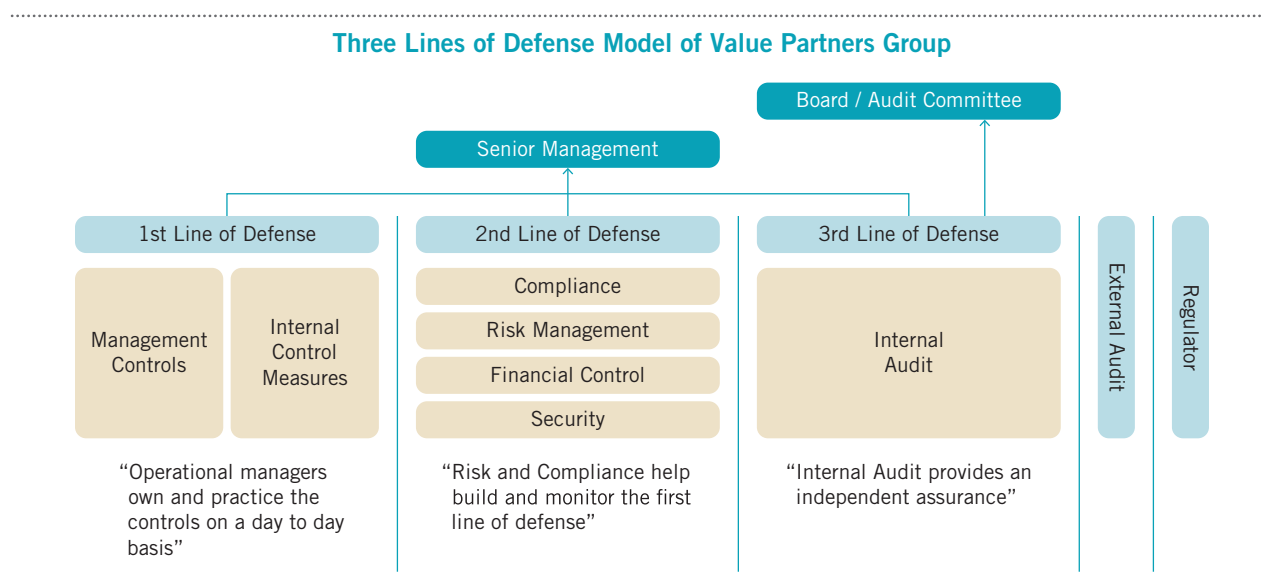 Three Lines of Defense Model of Value Partners Group
Board / Audit Committee
Senior Management
1st Line of Defense
Management
Controls
Internal
Control
Measures
“Operational managers
own and practice the
controls on a day to day
basis”
2nd Line of Defense
Compliance
Risk Management
Financial Control
Security
“Risk and Compliance help
build and monitor the first
line of defense”
3rd Line of Defense
Internal
Audit
“Internal Audit provides an
independent assurance”
External Audit
Regulator